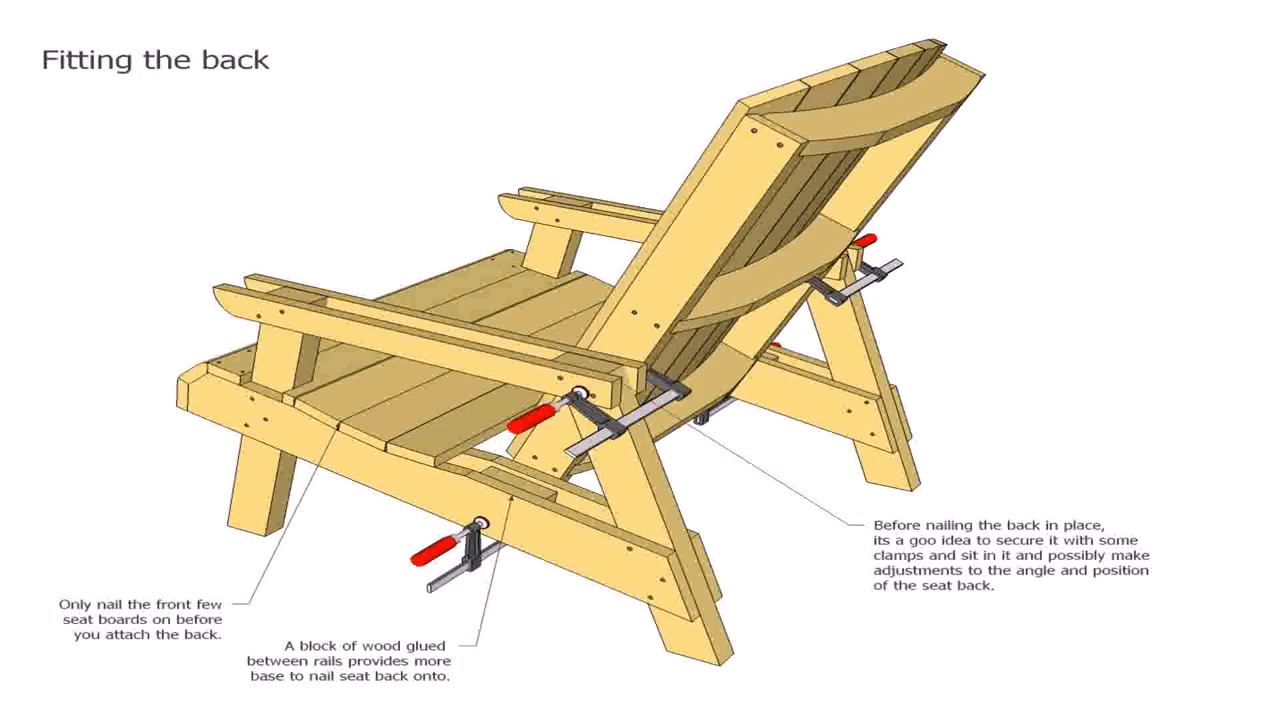 Fitting the back
Before nailing the back in place,
its a goo idea to secure it with some
clamps and sit in it and possibly make
adjustments to the angle and position
of the seat back.
Only nail the front few
seat boards on before
you attach the back.
A block of wood glued
between rails provides more
base to nail seat back onto.